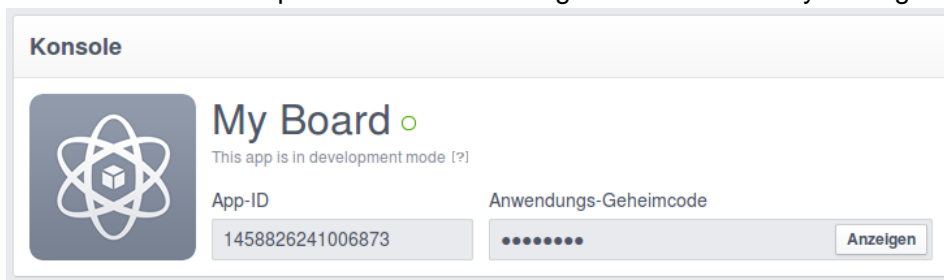 Konsole
My Board
This app is in development mode [?]
App-ID
Anwendungs-Geheimcode
1458826241006873
•••••••• Anzeigen